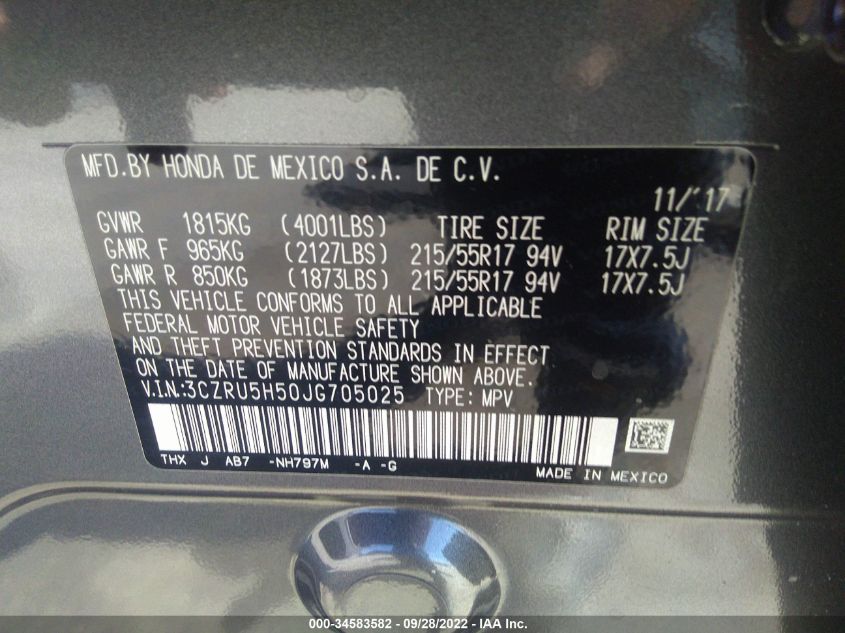 MFD.BY HONDA DE MEXICO S.A. DE C.V.
11/'17
GVWR 1815KG (4001LBS) TIRE SIZE RIM SIZE
GAWR F 965KG (2127LBS) 215/55R17 94V 17X7.5J
GAWR R 850KG (1873LBS) 215/55R17 94V 17X7.5J
THIS VEHICLE CONFORMS TO ALL APPLICABLE
FEDERAL MOTOR VEHICLE SAFETY
AND THEFT PREVENTION STANDARDS IN EFFECT
ON THE DATE OF MANUFACTURE SHOWN ABOVE.
V.I.N.:3CZRU5H50JG705025 TYPE: MPV
THX J AB7 -NH797M -A -G
MADE IN MEXICO
000-34583582 / 09/28/2022 - IAA, Inc.